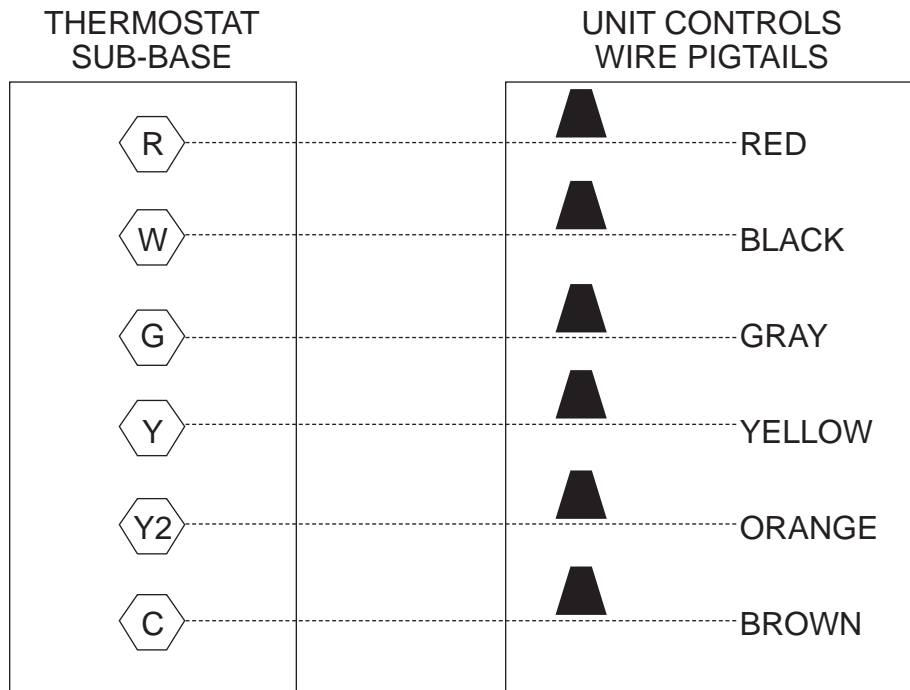 THERMOSTAT
SUB-BASE
UNIT CONTROLS
WIRE PIGTAILS
R
RED
W
BLACK
G
GRAY
Y
YELLOW
Y2
ORANGE
C
BROWN